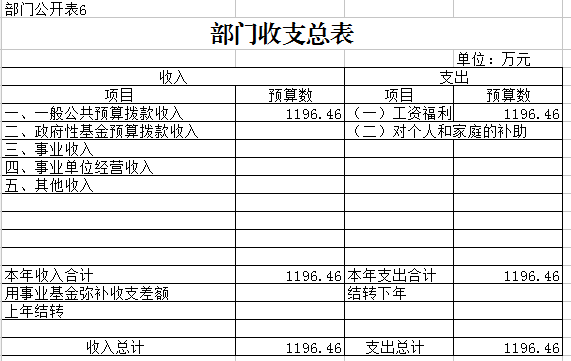 部门公开表6
部门收支总表
单位：万元
收入 支出
项目 预算数 项目 预算数
一、一般公共预算拨款收入 1196.46 （一）工资福利 1196.46
二、政府性基金预算拨款收入 （二）对个人和家庭的补助
三、事业收入
四、事业单位经营收入
五、其他收入
本年收入合计 1196.46 本年支出合计 1196.46
用事业基金弥补收支差额 结转下年
上年结转
收入总计 1196.46 支出总计 1196.46